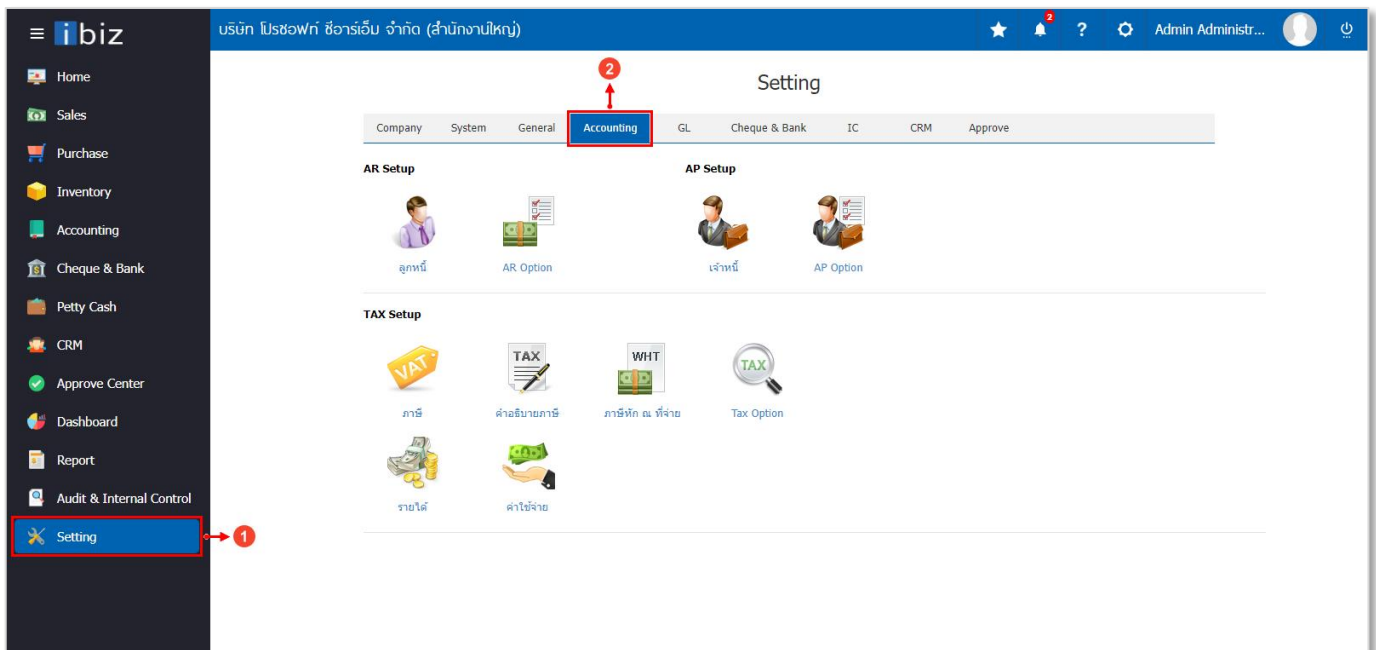 ≡ ibiz
บริษัท โปรซอฟท์ ซีอาร์เอ็ม จำกัด (สำนักงานใหญ่)
2
?
Admin Administr...
Home
Sales
Purchase
Inventory
Accounting
Cheque & Bank
Petty Cash
CRM
Approve Center
Dashboard
Report
Audit & Internal Control
Setting
1
2
Setting
Company System General Accounting GL Cheque & Bank IC CRM Approve
AR Setup AP Setup
ลูกหนี้ AR Option เจ้าหนี้ AP Option
TAX Setup
VAT TAX WHT TAX
ภาษี คำอธิบายภาษี ภาษีหัก ณ ที่จ่าย Tax Option
รายได้ ค่าใช้จ่าย